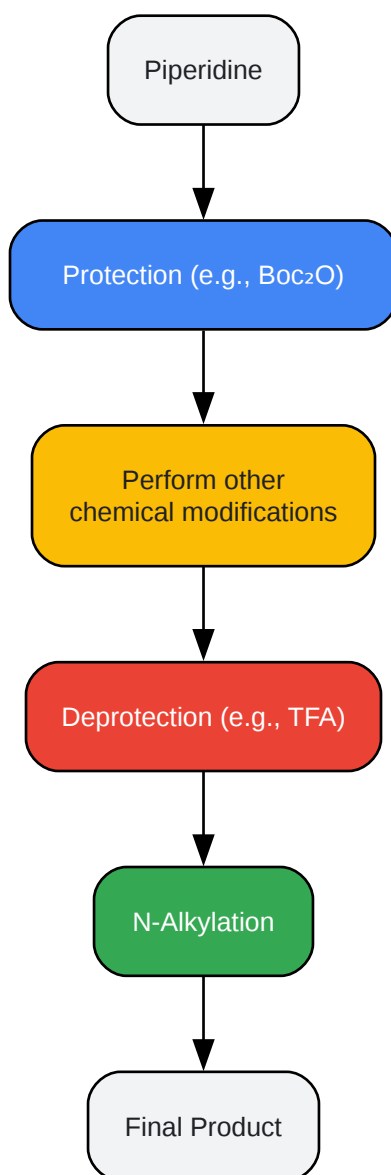 Piperidine
Protection (e.g., Boc₂O)
Perform other
chemical modifications
Deprotection (e.g., TFA)
N-Alkylation
Final Product